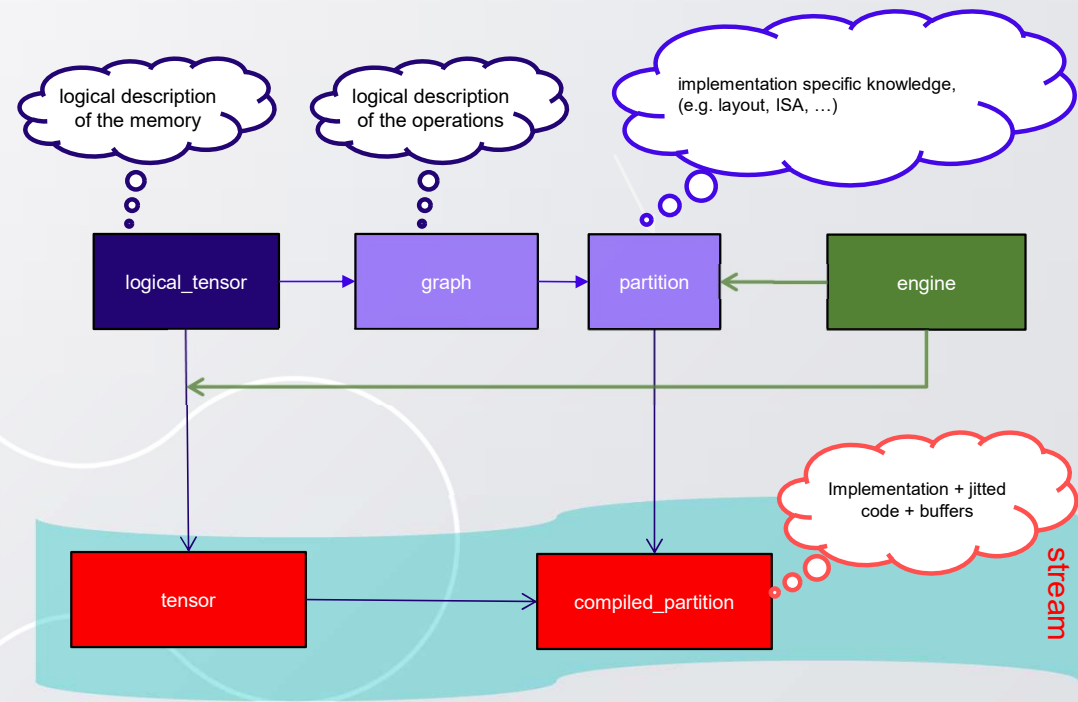 logical description
of the memory
logical description
of the operations
implementation specific knowledge,
(e.g. layout, ISA, …)
logical_tensor
graph
partition
engine
Implementation + jitted
code + buffers
stream
tensor
compiled_partition